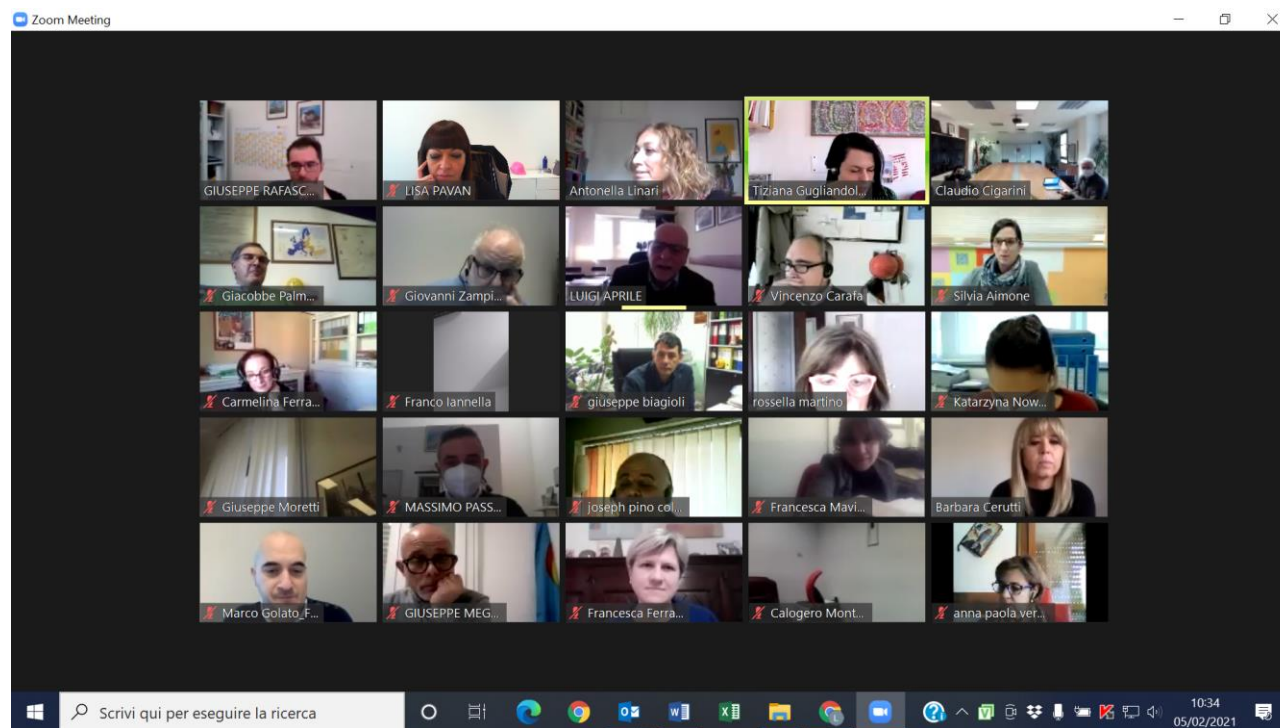 Zoom Meeting
GIUSEPPE RAFASC...
LISA PAVAN
Antonella Linari
Tiziana Gugliandol...
Claudio Cigarini
Giacobbe Palm...
Giovanni Zampi...
LUIGI APRILE
Vincenzo Carafa
Silvia Aimone
Carmelina Ferra...
Franco Iannella
giuseppe biagioli
rossella martino
Katarzyna Now...
Giuseppe Moretti
MASSIMO PASS...
joseph pino col...
Francesca Mavi...
Barbara Cerutti
Marco Golato_F...
GIUSEPPE MEG...
Francesca Ferra...
Calogero Mont...
anna paola ver...
Scrivi qui per eseguire la ricerca
10:34
05/02/2021